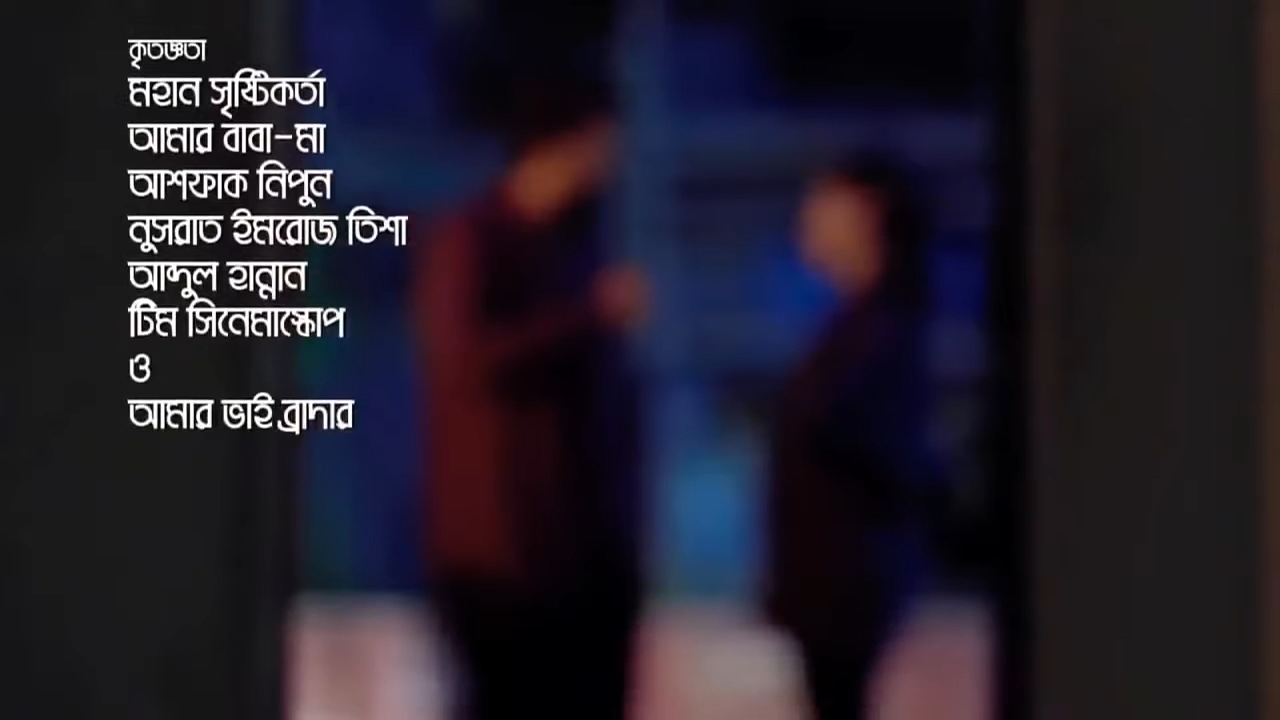 কৃতজ্ঞতা
মহান সৃষ্টিকর্তা
আমার বাবা-মা
আশফাক নিপুন
নুসরাত ইমরোজ তিশা
আব্দুল হান্নান
টিম সিনেমাস্কোপ
ও
আমার ভাই ব্রাদার